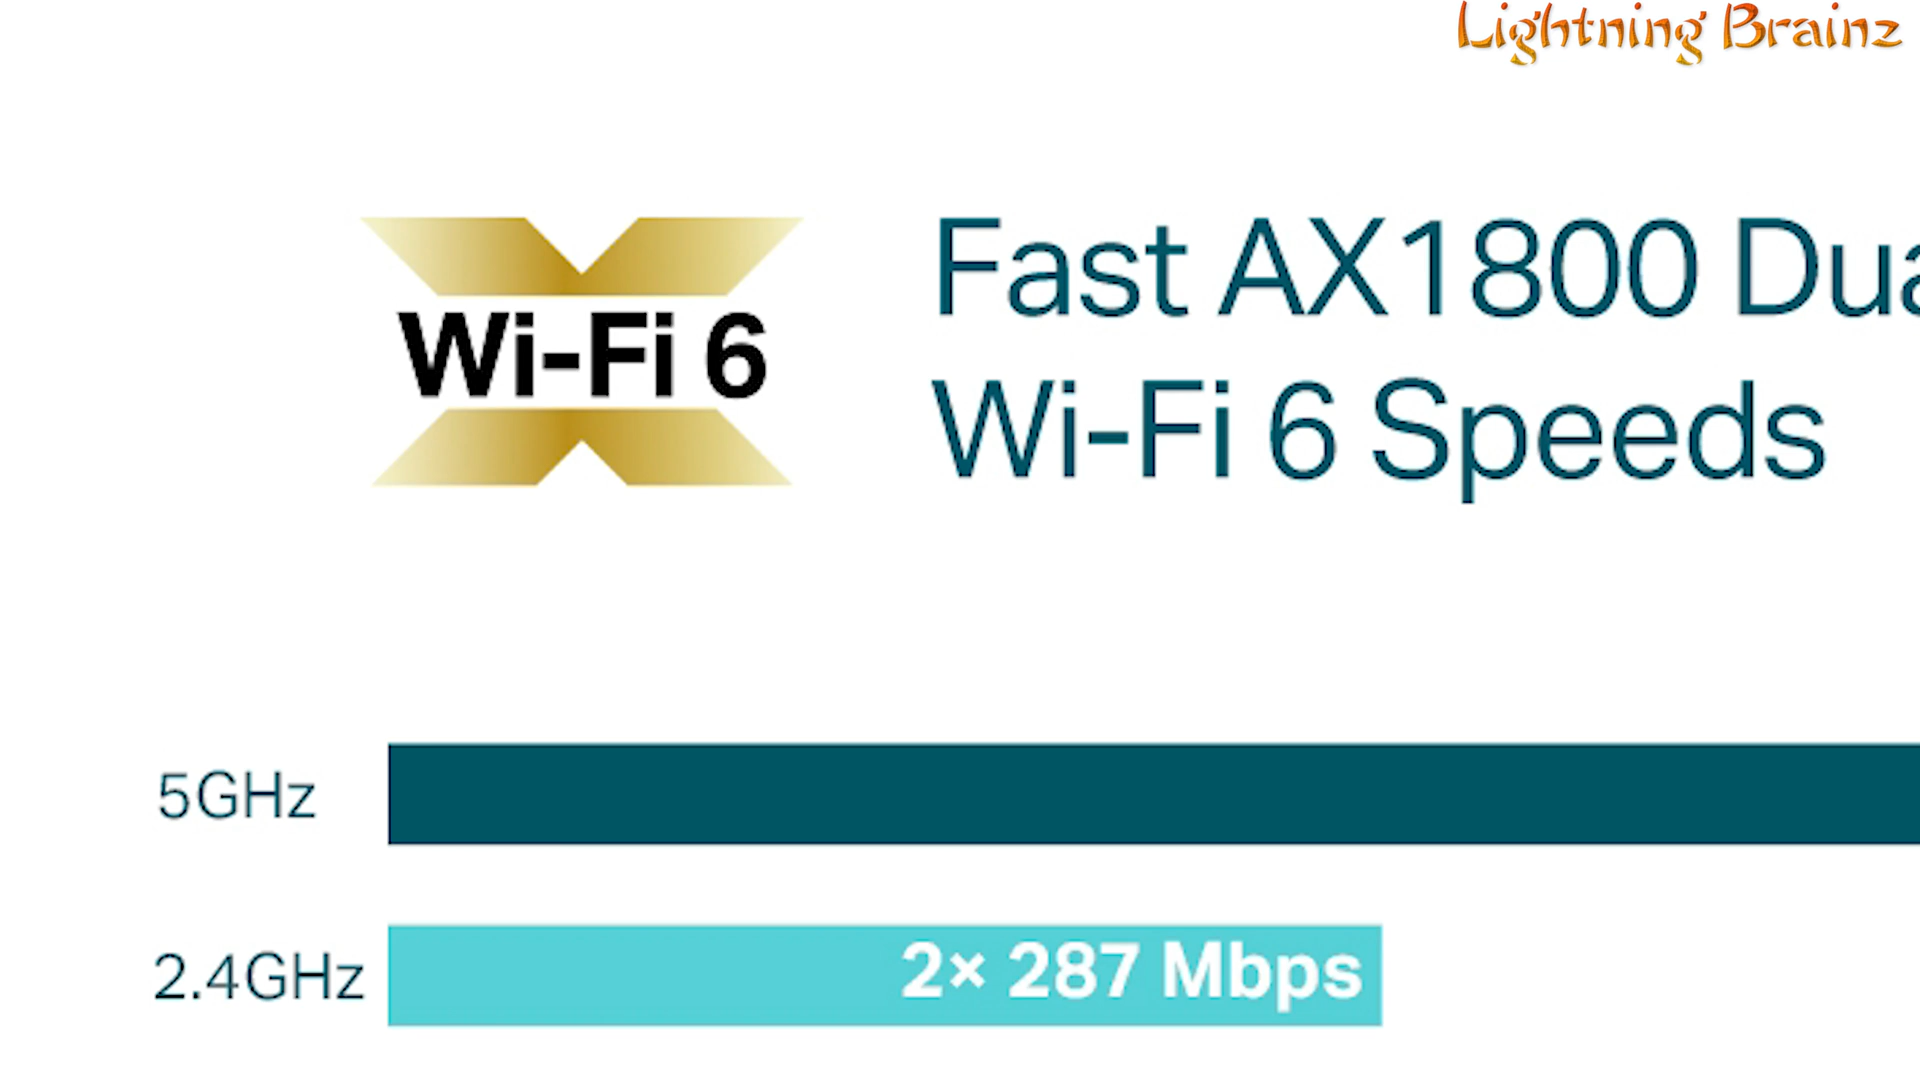 Lightning Brainz
Wi-Fi 6
Fast AX1800
Wi-Fi 6 Speeds
5GHz
2.4GHz
2× 287 Mbps